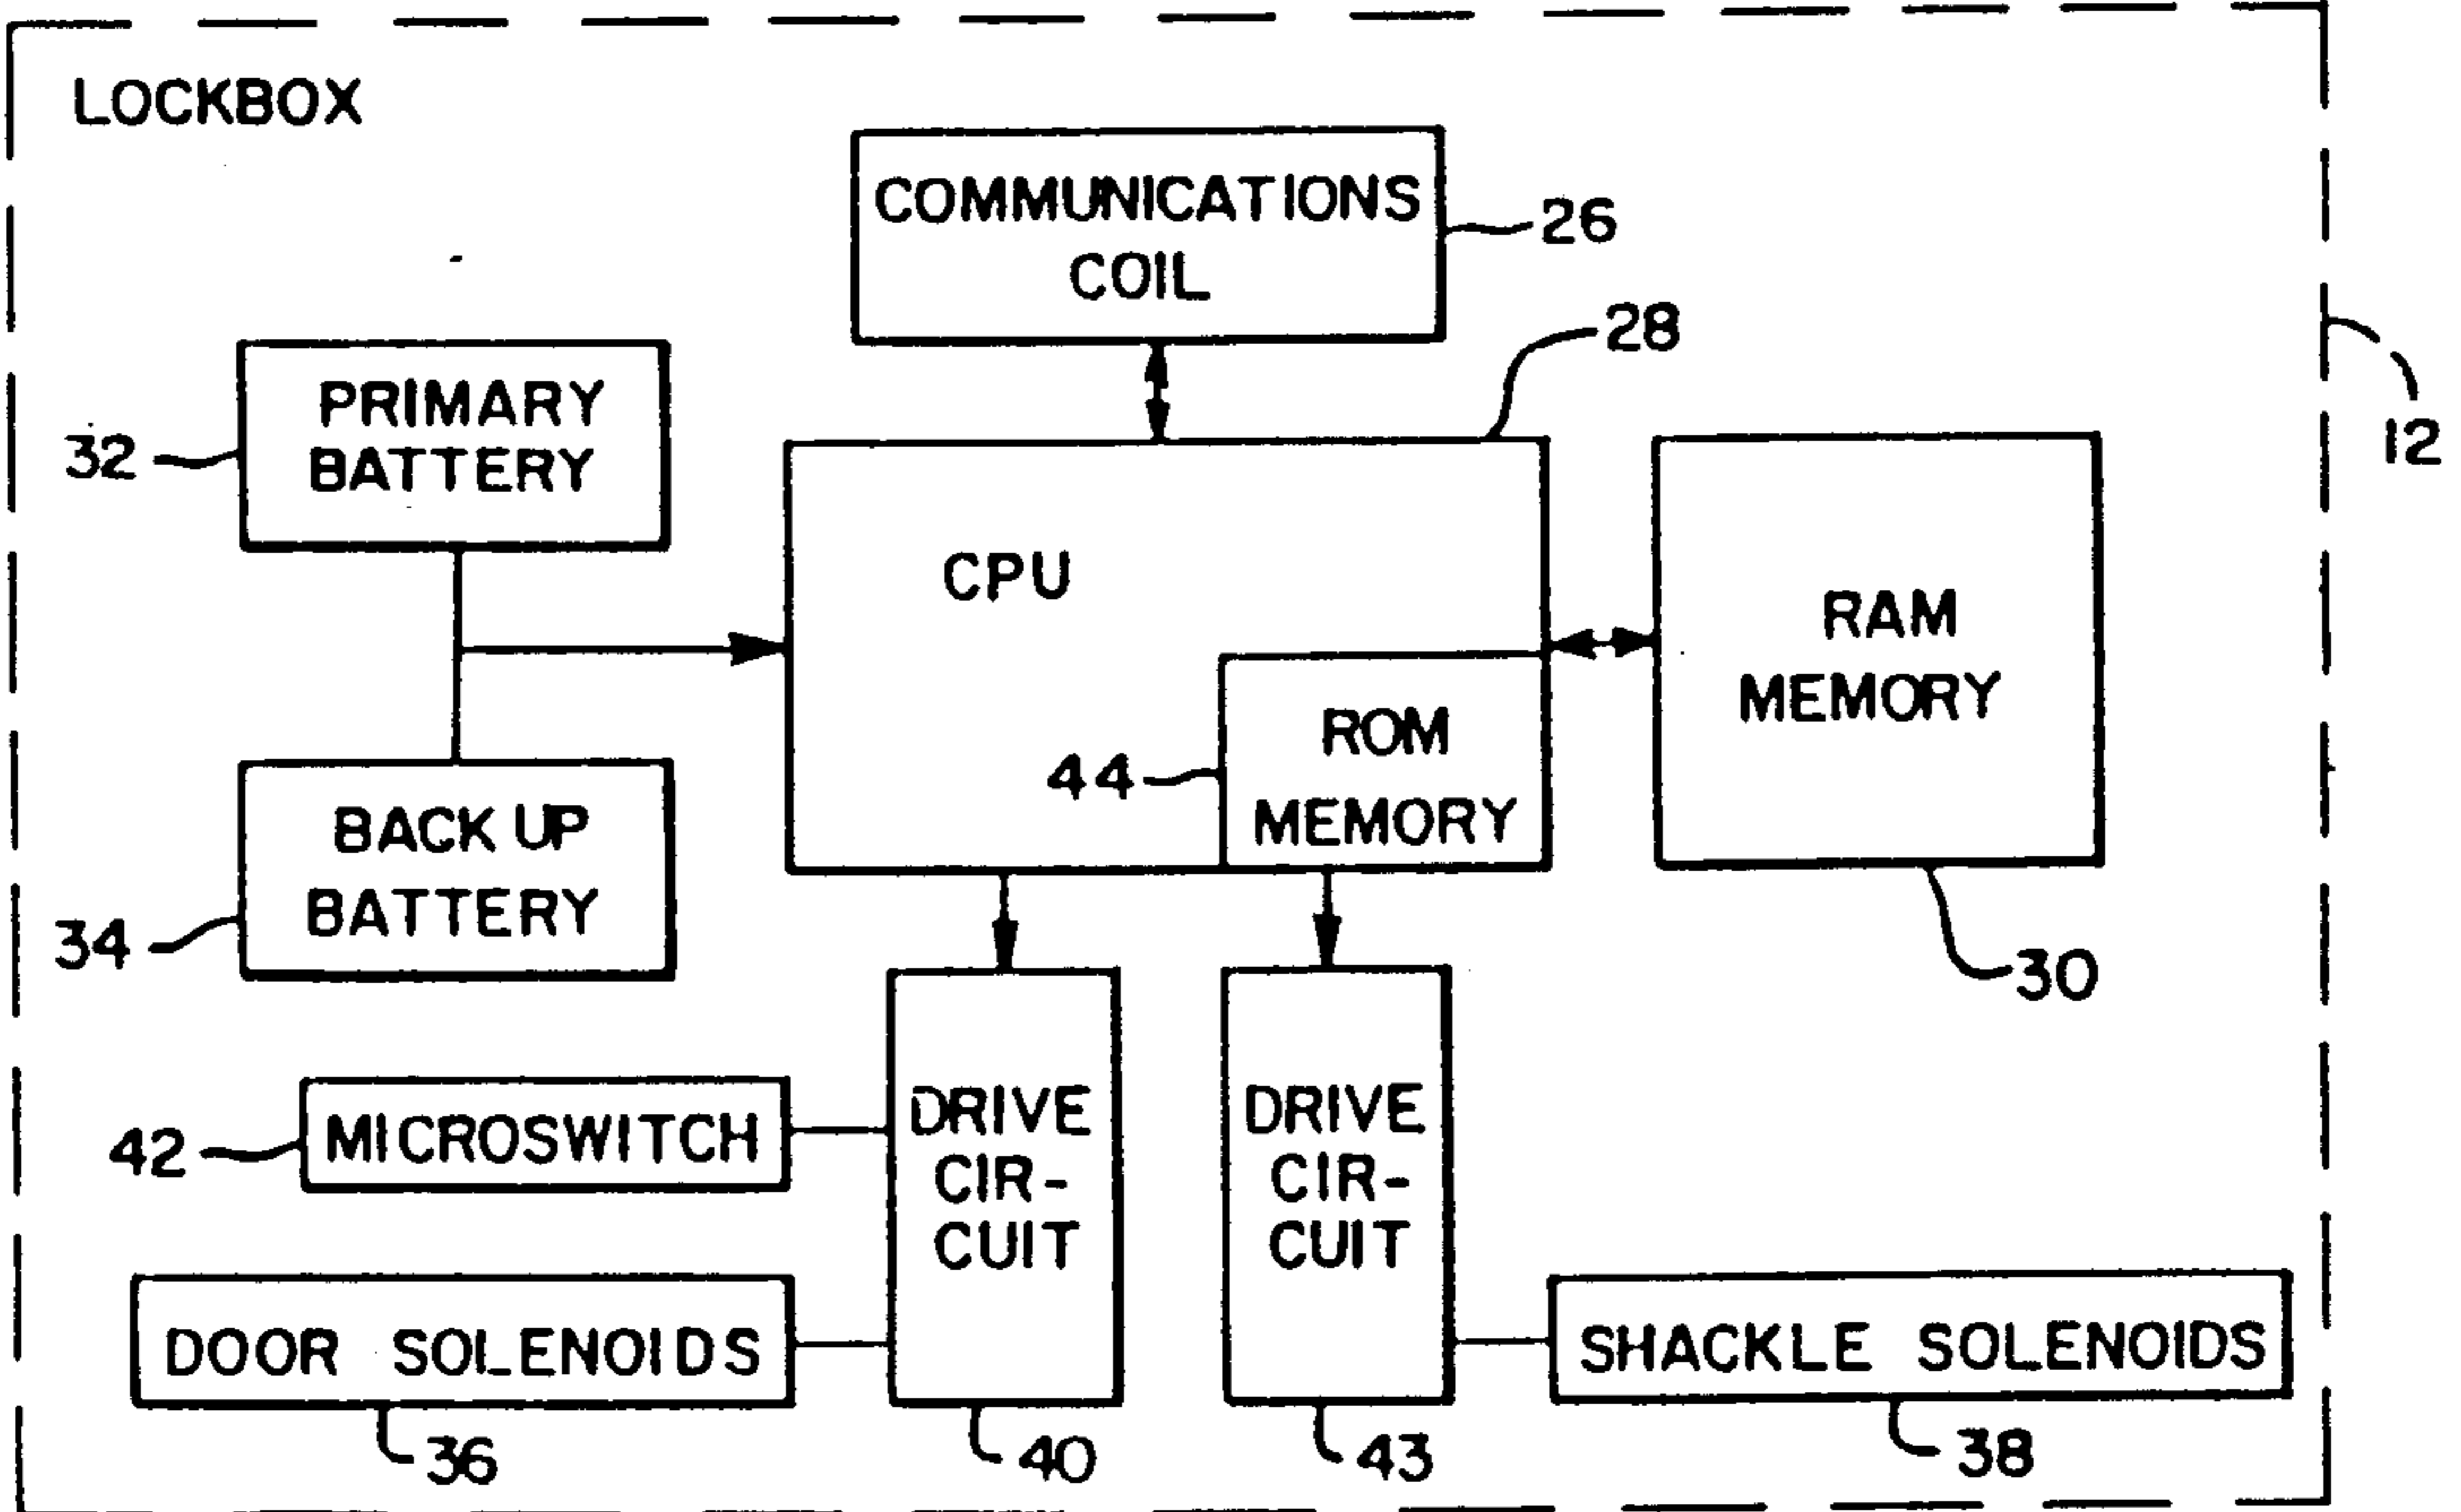 LOCKBOX
COMMUNICATIONS
COIL
26
28
12
PRIMARY
BATTERY
32
CPU
RAM
MEMORY
30
ROM
MEMORY
44
BACK UP
BATTERY
34
MICROSWITCH
42
DRIVE
CIR-
CUIT
DRIVE
CIR-
CUIT
DOOR SOLENOIDS
SHACKLE SOLENOIDS
36
40
43
38